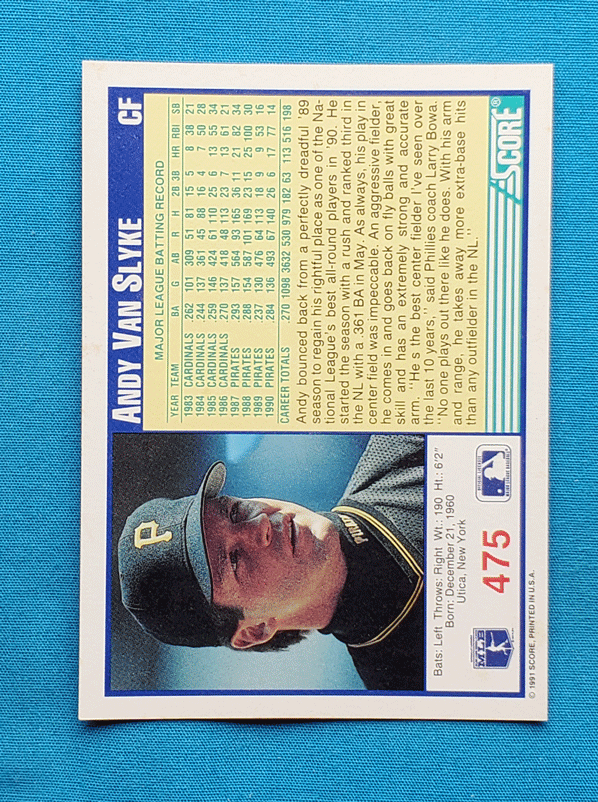 ANDY VAN SLYKE CF
MAJOR LEAGUE BATTING RECORD
YEAR TEAM BA G AB R H 2B 3B HR RBI SB
1983 CARDINALS .262 101 309 51 81 15 5 8 38 21
1984 CARDINALS .244 137 361 45 88 16 4 7 50 28
1985 CARDINALS .259 146 424 61 110 25 6 13 55 34
1986 CARDINALS .270 137 418 48 113 23 7 13 61 21
1987 PIRATES .293 157 564 93 165 36 11 21 82 34
1988 PIRATES .288 154 587 101 169 23 15 25 100 30
1989 PIRATES .237 130 476 64 113 18 9 9 53 16
1990 PIRATES .284 136 493 67 140 26 6 17 77 14
CAREER TOTALS .270 1098 3632 530 979 182 63 113 516 198
Andy bounced back from a perfectly dreadful '89
season to regain his rightful place as one of the Na-
tional League's best all-round players in '90. He
started the season with a rush and ranked third in
the NL with a .361 BA in May. As always, his play in
center field was impeccable. An aggressive fielder,
he comes in and goes back on fly balls with great
skill and has an extremely strong and accurate
arm. "He's the best center fielder I've seen over
the last 10 years," said Phillies coach Larry Bowa.
"No one plays out there like he does. With his arm
and range, he takes away more extra-base hits
than any outfielder in the NL."
SCORE®
P
PIRA
Bats: Left Throws: Right Wt.: 190 Ht.: 6'2"
Born: December 21, 1960
Utica, New York
MLB
475
OFFICIAL LICENSEE
MAJOR LEAGUE BASEBALL
© 1991 SCORE, PRINTED IN U.S.A.